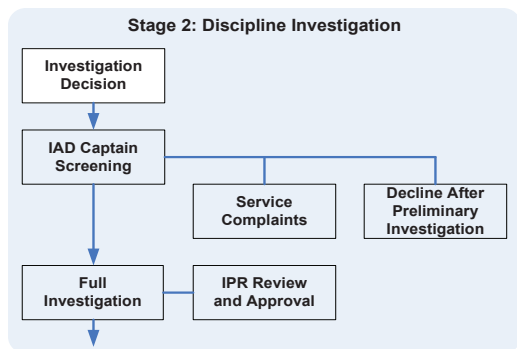 Stage 2: Discipline Investigation
Investigation
Decision
IAD Captain
Screening
Service
Complaints
Decline After
Preliminary
Investigation
Full
Investigation
IPR Review
and Approval